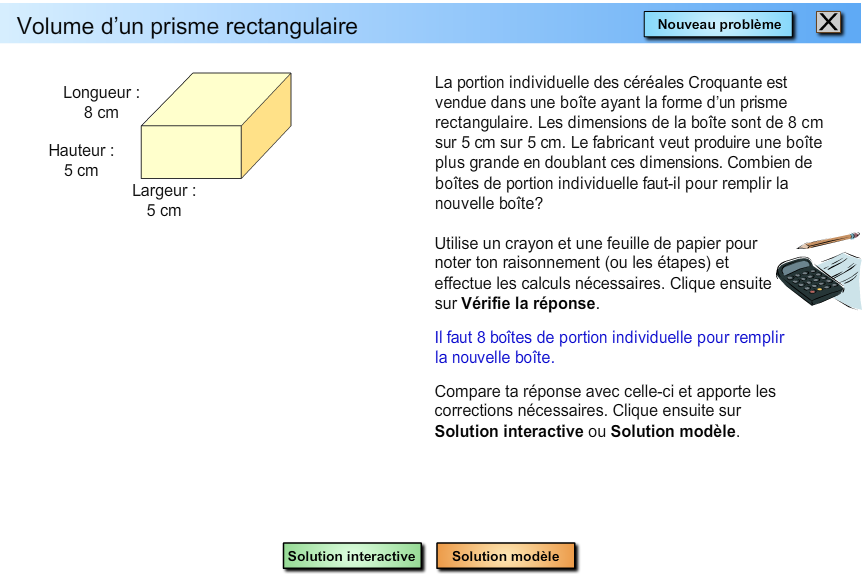 Volume d'un prisme rectangulaire
Nouveau problème
X
Longueur :
8 cm
Hauteur :
5 cm
Largeur :
5 cm
La portion individuelle des céréales Croquante est
vendue dans une boîte ayant la forme d'un prisme
rectangulaire. Les dimensions de la boîte sont de 8 cm
sur 5 cm sur 5 cm. Le fabricant veut produire une boîte
plus grande en doublant ces dimensions. Combien de
boîtes de portion individuelle faut-il pour remplir la
nouvelle boîte?
Utilise un crayon et une feuille de papier pour
noter ton raisonnement (ou les étapes) et
effectue les calculs nécessaires. Clique ensuite
sur Vérifie la réponse.
Il faut 8 boîtes de portion individuelle pour remplir
la nouvelle boîte.
Compare ta réponse avec celle-ci et apporte les
corrections nécessaires. Clique ensuite sur
Solution interactive ou Solution modèle.
Solution interactive
Solution modèle